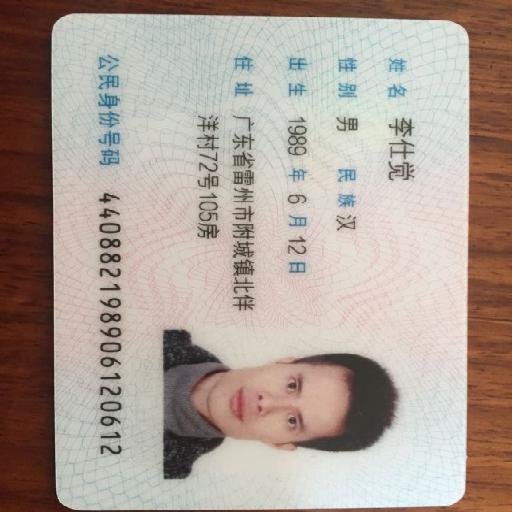 姓名 李任党
性别 男 民族 汉
出生 1989 年 6 月 12 日
住址 广东省雷州市附城镇北伴
洋村72号105房
公民身份号码 440882198906120612